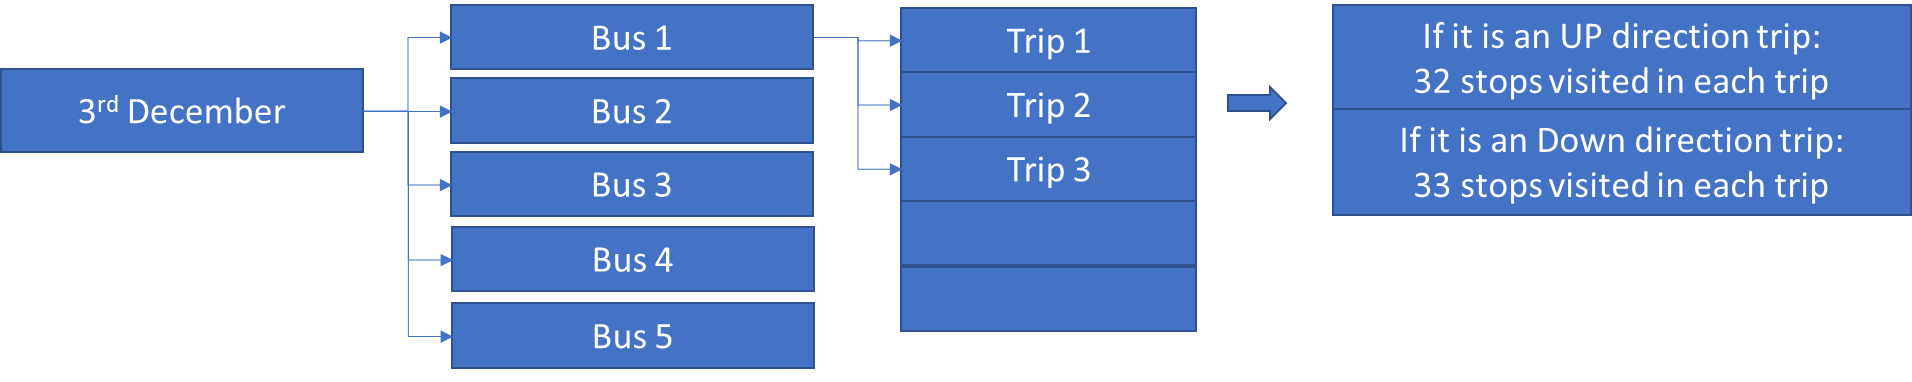 3rd December
Bus 1
Bus 2
Bus 3
Bus 4
Bus 5
Trip 1
Trip 2
Trip 3
If it is an UP direction trip:
32 stops visited in each trip
If it is an Down direction trip:
33 stops visited in each trip